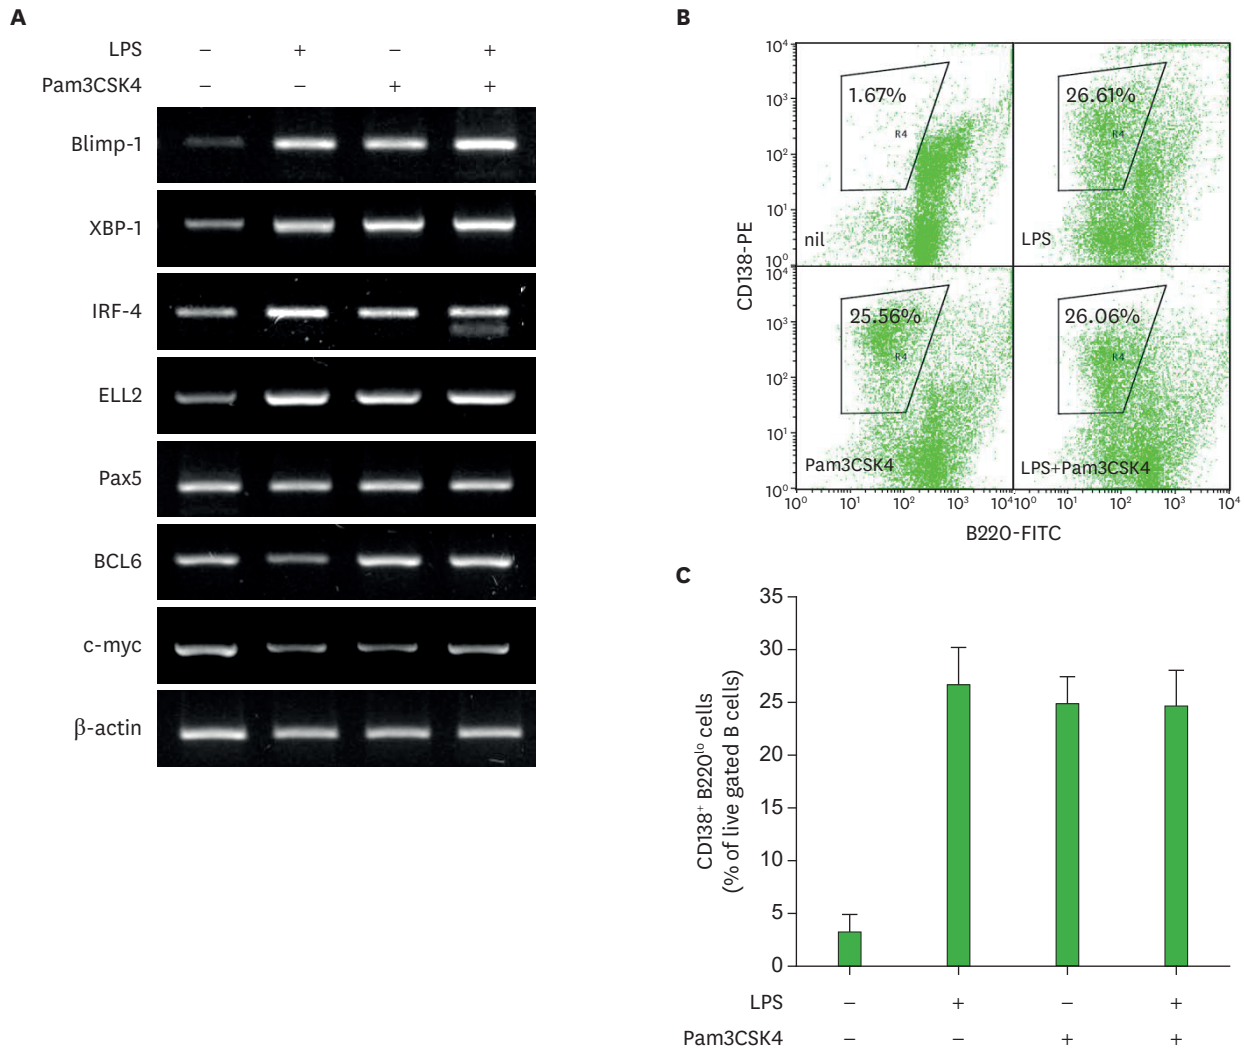 A
LPS − + − +
Pam3CSK4 − − + +
Blimp-1
XBP-1
IRF-4
ELL2
Pax5
BCL6
c-myc
β-actin
B
CD138-PE
10⁴
10³
10²
10¹
10⁰
1.67%
R4
nil
26.61%
R4
LPS
10⁴
10³
10²
10¹
10⁰
25.56%
R4
Pam3CSK4
26.06%
R4
LPS+Pam3CSK4
10⁰ 10¹ 10² 10³ 10⁴ 10⁰ 10¹ 10² 10³ 10⁴
B220-FITC
C
CD138⁺ B220ˡᵒ cells
(% of live gated B cells)
35
30
25
20
15
10
5
0
LPS − + − +
Pam3CSK4 − − + +